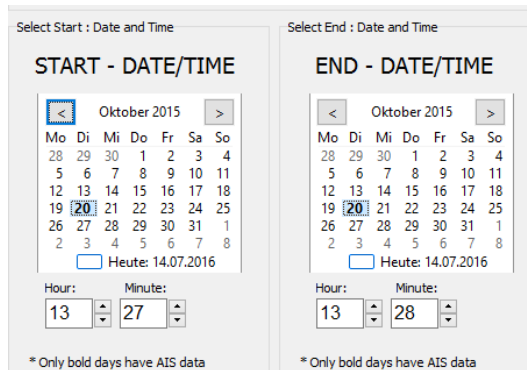 Select Start : Date and Time
START - DATE/TIME
< Oktober 2015 >
Mo Di Mi Do Fr Sa So
28 29 30 1 2 3 4
5 6 7 8 9 10 11
12 13 14 15 16 17 18
19 20 21 22 23 24 25
26 27 28 29 30 31 1
2 3 4 5 6 7 8
Heute: 14.07.2016
Hour: Minute:
13 27
* Only bold days have AIS data
Select End : Date and Time
END - DATE/TIME
< Oktober 2015 >
Mo Di Mi Do Fr Sa So
28 29 30 1 2 3 4
5 6 7 8 9 10 11
12 13 14 15 16 17 18
19 20 21 22 23 24 25
26 27 28 29 30 31 1
2 3 4 5 6 7 8
Heute: 14.07.2016
Hour: Minute:
13 28
* Only bold days have AIS data